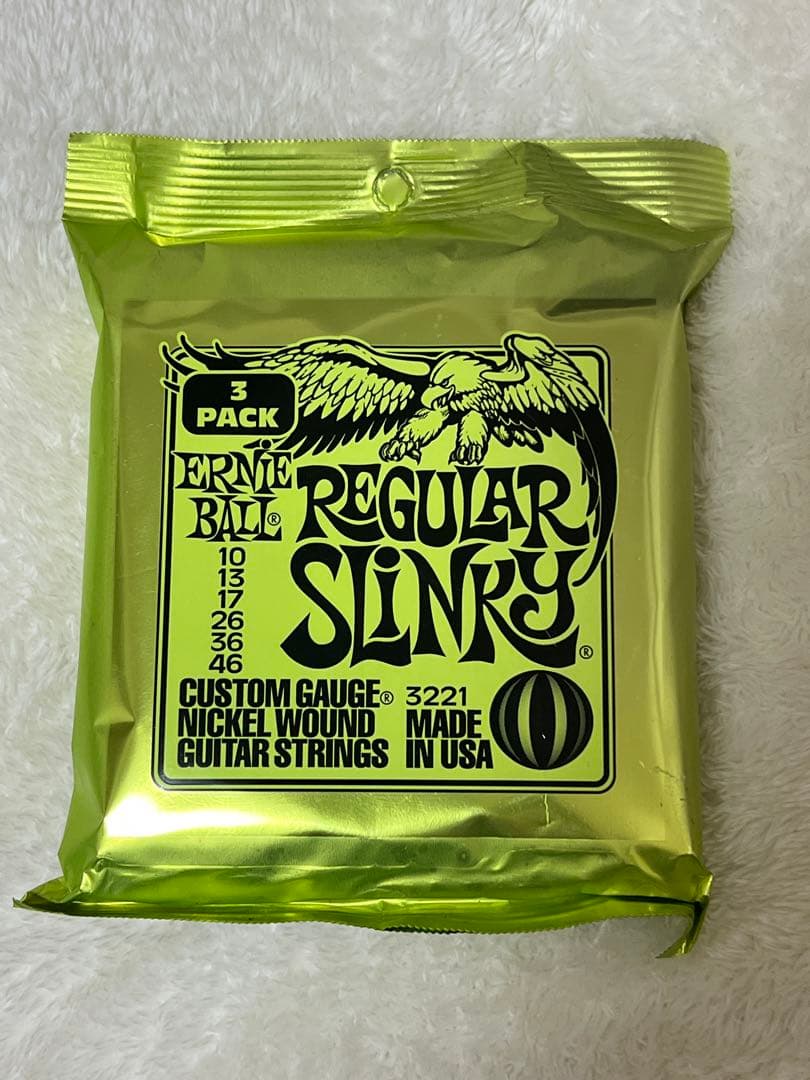 3
PACK
ERNiE
BALL®
REGULAR
SLiNKY®
10
13
17
26
36
46
CUSTOM GAUGE®
NICKEL WOUND
GUITAR STRINGS
3221
MADE
IN USA